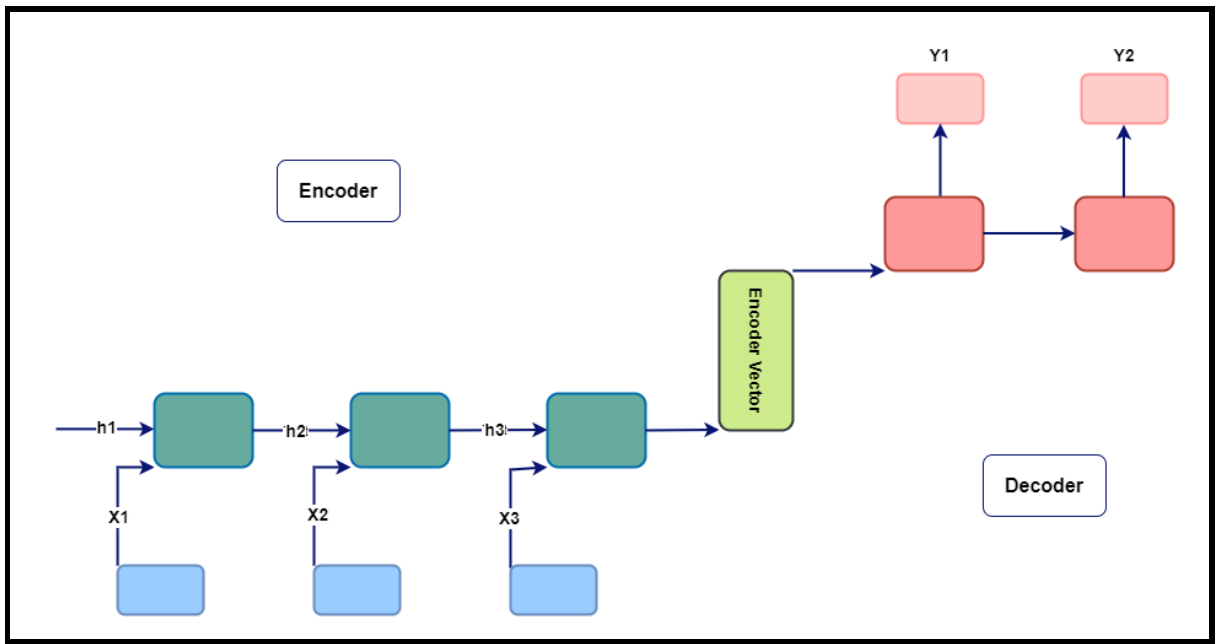 Y1
Y2
Encoder
Encoder Vector
h1
h2
h3
Decoder
X1
X2
X3